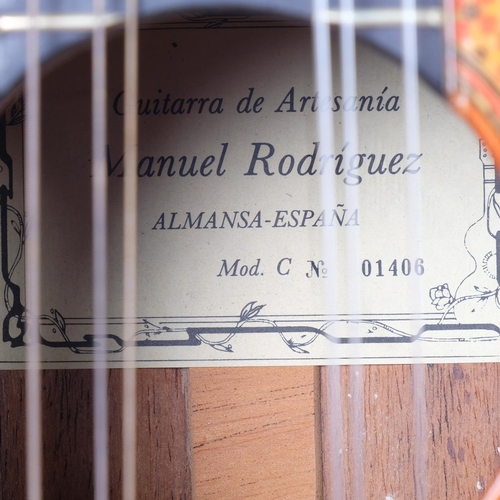 Guitarra de Artesanía
Manuel Rodríguez
ALMANSA-ESPAÑA
Mod. C № 01406